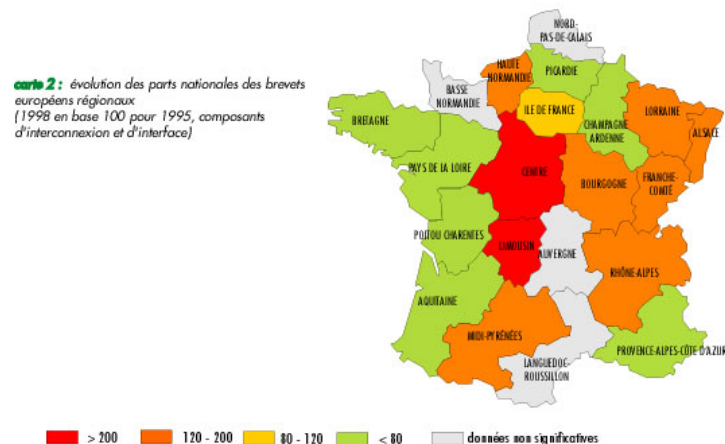 carte 2 : évolution des parts nationales des brevets
européens régionaux
(1998 en base 100 pour 1995, composants
d'interconnexion et d'interface)
NORD-
PAS-DE-CALAIS
HAUTE
NORMANDIE
PICARDIE
BASSE
NORMANDIE
ILE DE FRANCE
LORRAINE
BRETAGNE
CHAMPAGNE
ARDENNE
ALSACE
PAYS DE LA LOIRE
CENTRE
BOURGOGNE
FRANCHE-
COMTÉ
POITOU CHARENTES
LIMOUSIN
AUVERGNE
RHÔNE-ALPES
AQUITAINE
MIDI-PYRÉNÉES
PROVENCE-ALPES-CÔTE D'AZUR
LANGUEDOC-
ROUSSILLON
> 200
120 - 200
80 - 120
< 80
données non significatives